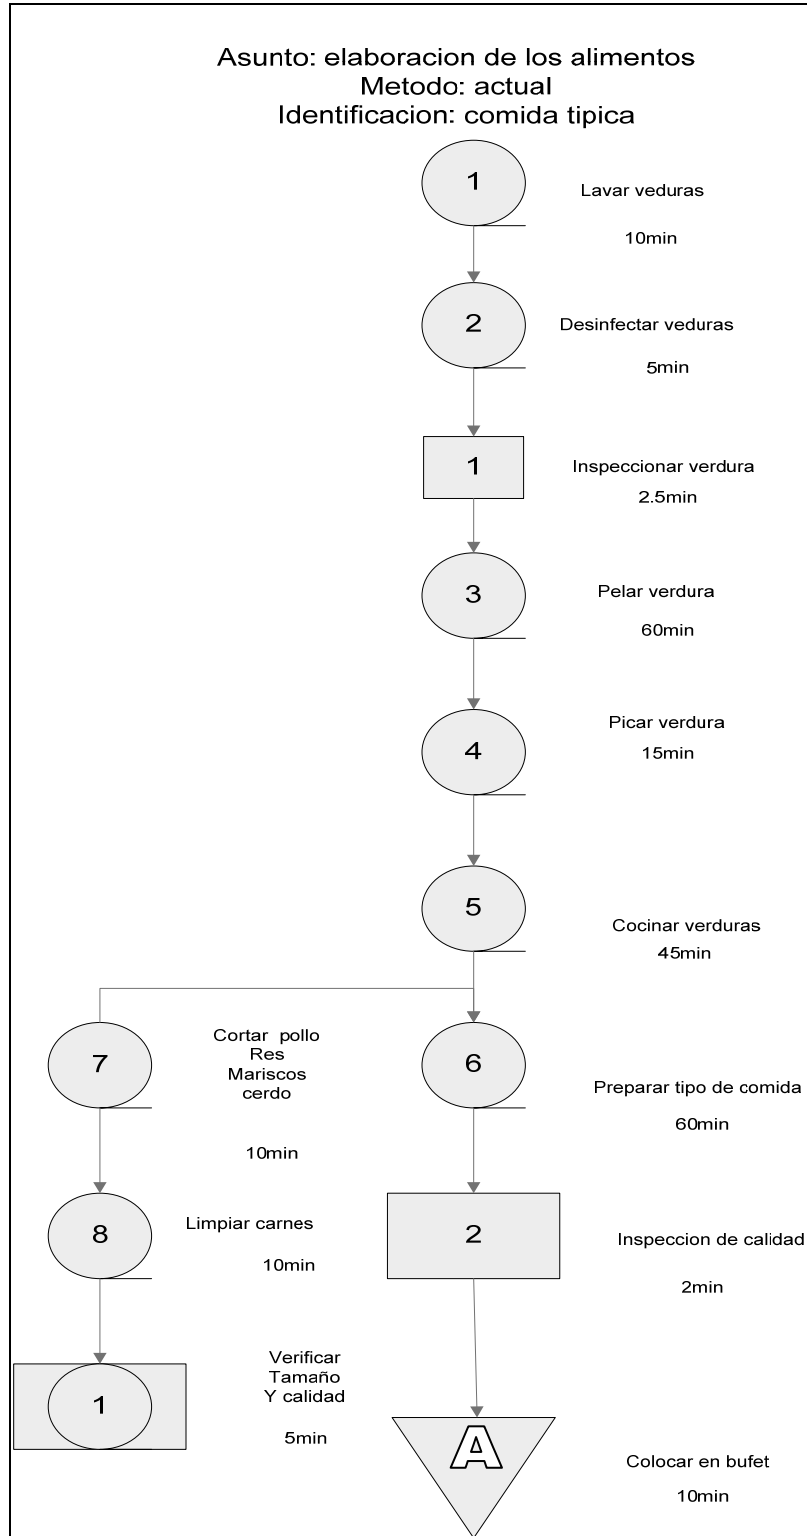 Asunto: elaboracion de los alimentos
Metodo: actual
Identificacion: comida tipica
1
Lavar veduras
10min
2
Desinfectar veduras
5min
1
Inspeccionar verdura
2.5min
3
Pelar verdura
60min
4
Picar verdura
15min
5
Cocinar verduras
45min
7
Cortar pollo
Res
Mariscos
cerdo
10min
6
Preparar tipo de comida
60min
8
Limpiar carnes
10min
2
Inspeccion de calidad
2min
1
Verificar
Tamaño
Y calidad
5min
A
Colocar en bufet
10min